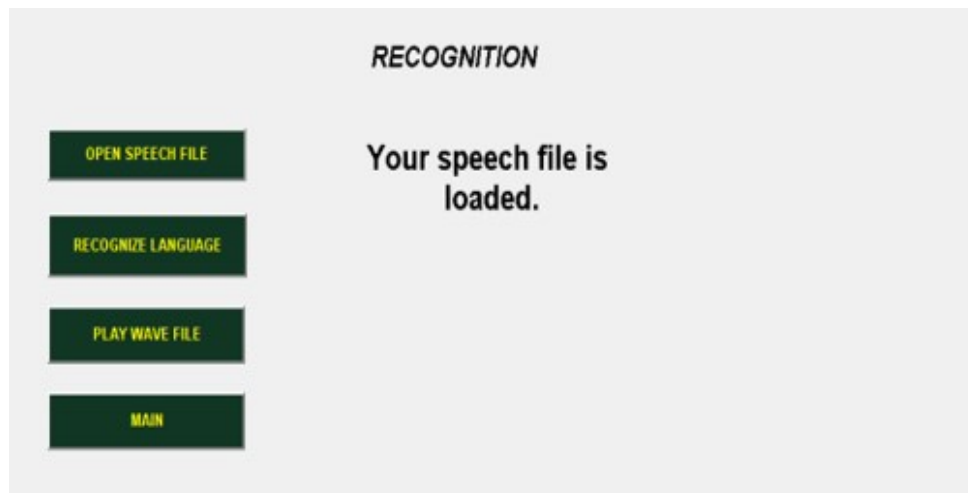 RECOGNITION
OPEN SPEECH FILE
Your speech file is
loaded.
RECOGNIZE LANGUAGE
PLAY WAVE FILE
MAIN